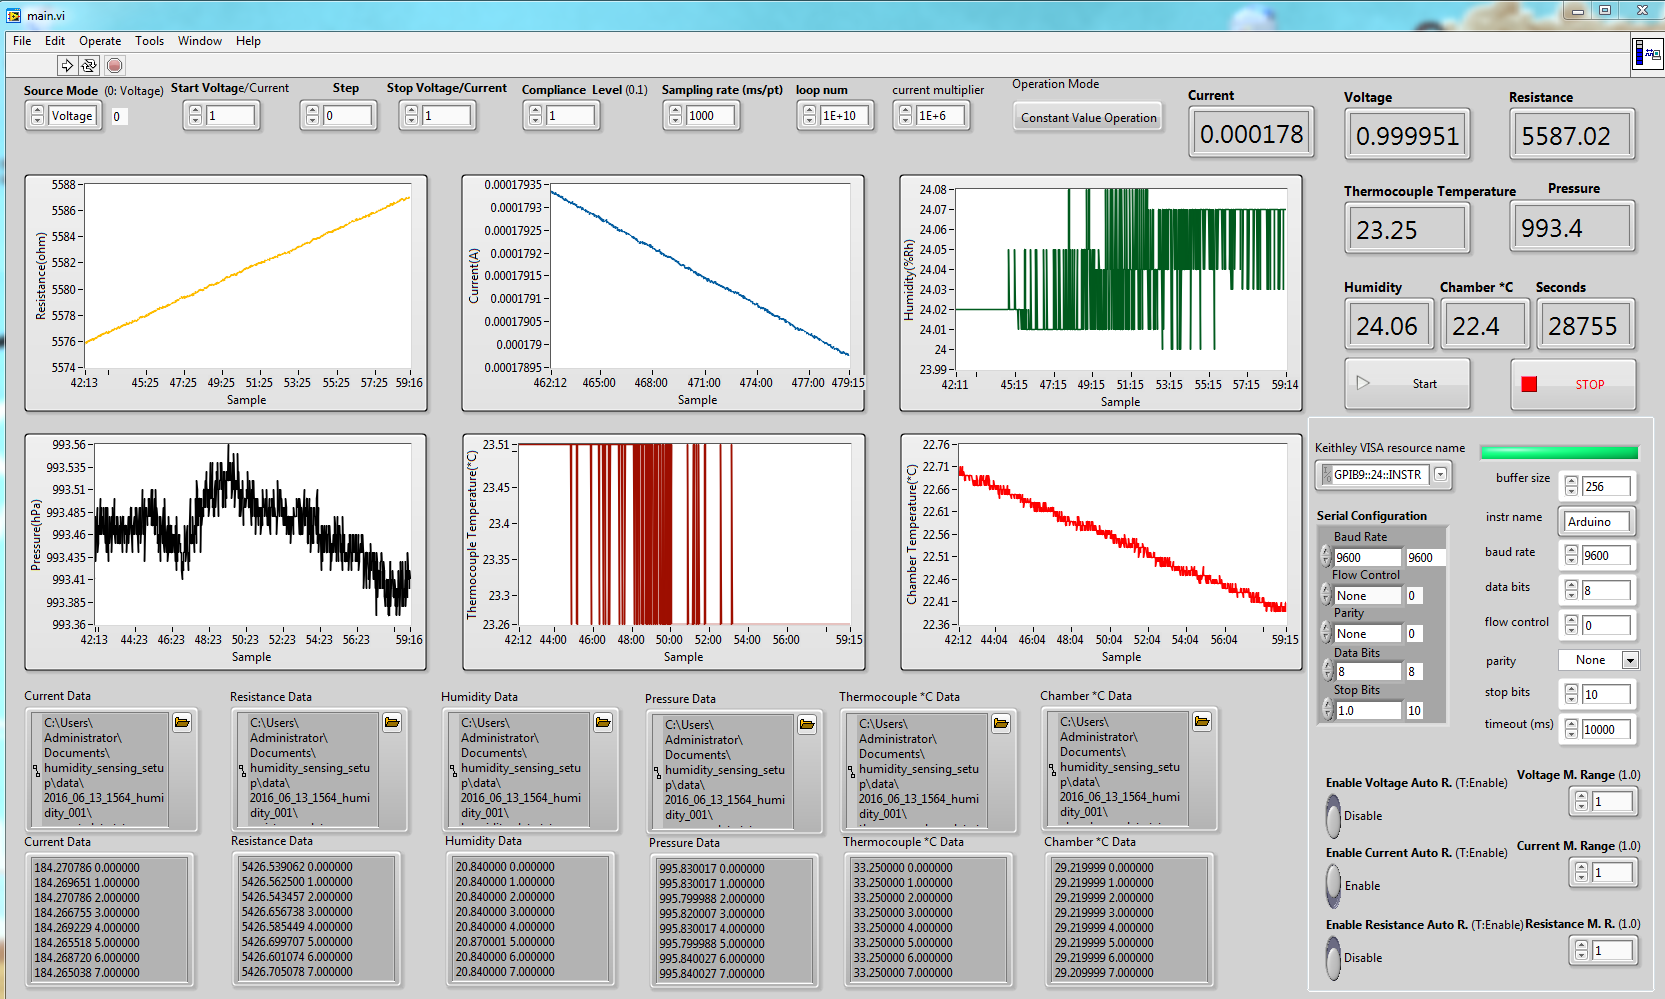 main.vi
File Edit Operate Tools Window Help
Source Mode (0: Voltage) Start Voltage/Current Step Stop Voltage/Current Compliance Level (0.1) Sampling rate (ms/pt) loop num current multiplier Operation Mode
Voltage 0 1 0 1 1 1000 1E+10 1E+6 Constant Value Operation
Current Voltage Resistance
0.000178 0.999951 5587.02
Thermocouple Temperature Pressure
23.25 993.4
Humidity Chamber *C Seconds
24.06 22.4 28755
Start STOP
Resistance(ohm)
5588
5586
5584
5582
5580
5578
5576
5574
42:13 45:25 47:25 49:25 51:25 53:25 55:25 57:25 59:16
Sample
Current(A)
0.00017935
0.0001793
0.00017925
0.0001792
0.00017915
0.0001791
0.00017905
0.000179
0.00017895
462:12 465:00 468:00 471:00 474:00 477:00 479:15
Sample
Humidity(%Rh)
24.08
24.07
24.06
24.05
24.04
24.03
24.02
24.01
24
23.99
42:11 45:15 47:15 49:15 51:15 53:15 55:15 57:15 59:14
Sample
Pressure(hPa)
993.56
993.535
993.51
993.485
993.46
993.435
993.41
993.385
993.36
42:13 44:23 46:23 48:23 50:23 52:23 54:23 56:23 59:16
Sample
Thermocouple Temperature(*C)
23.51
23.45
23.4
23.35
23.3
23.26
42:12 44:00 46:00 48:00 50:00 52:00 54:00 56:00 59:15
Sample
Chamber Temperature(*C)
22.76
22.71
22.66
22.61
22.56
22.51
22.46
22.41
22.36
42:12 44:04 46:04 48:04 50:04 52:04 54:04 56:04 59:15
Sample
Keithley VISA resource name
GPIB9::24::INSTR
Serial Configuration
Baud Rate
9600 9600
Flow Control
None 0
Parity
None 0
Data Bits
8 8
Stop Bits
1.0 10
buffer size 256
instr name Arduino
baud rate 9600
data bits 8
flow control 0
parity None
stop bits 10
timeout (ms) 10000
Enable Voltage Auto R. (T:Enable) Voltage M. Range (1.0)
Disable 1
Enable Current Auto R. (T:Enable) Current M. Range (1.0)
Enable 1
Enable Resistance Auto R. (T:Enable) Resistance M. R. (1.0)
Disable 1
Current Data
C:\Users\
Administrator\
Documents\
humidity_sensing_setu
p\data\
2016_06_13_1564_humi
dity_001\
Resistance Data
C:\Users\
Administrator\
Documents\
humidity_sensing_setu
p\data\
2016_06_13_1564_humi
dity_001\
Humidity Data
C:\Users\
Administrator\
Documents\
humidity_sensing_setu
p\data\
2016_06_13_1564_humi
dity_001\
Pressure Data
C:\Users\
Administrator\
Documents\
humidity_sensing_setu
p\data\
2016_06_13_1564_humi
dity_001\
Thermocouple *C Data
C:\Users\
Administrator\
Documents\
humidity_sensing_setu
p\data\
2016_06_13_1564_humi
dity_001\
Chamber *C Data
C:\Users\
Administrator\
Documents\
humidity_sensing_setu
p\data\
2016_06_13_1564_humi
dity_001\
Current Data
184.270786 0.000000
184.269651 1.000000
184.270786 2.000000
184.266755 3.000000
184.269229 4.000000
184.265518 5.000000
184.268720 6.000000
184.265038 7.000000
Resistance Data
5426.539062 0.000000
5426.562500 1.000000
5426.543457 2.000000
5426.656738 3.000000
5426.585449 4.000000
5426.699707 5.000000
5426.601074 6.000000
5426.705078 7.000000
Humidity Data
20.840000 0.000000
20.840000 1.000000
20.840000 2.000000
20.840000 3.000000
20.840000 4.000000
20.870001 5.000000
20.840000 6.000000
20.840000 7.000000
Pressure Data
995.830017 0.000000
995.830017 1.000000
995.799988 2.000000
995.820007 3.000000
995.830017 4.000000
995.799988 5.000000
995.840027 6.000000
995.840027 7.000000
Thermocouple *C Data
33.250000 0.000000
33.250000 1.000000
33.250000 2.000000
33.250000 3.000000
33.250000 4.000000
33.250000 5.000000
33.250000 6.000000
33.250000 7.000000
Chamber *C Data
29.219999 0.000000
29.219999 1.000000
29.219999 2.000000
29.219999 3.000000
29.219999 4.000000
29.219999 5.000000
29.219999 6.000000
29.209999 7.000000